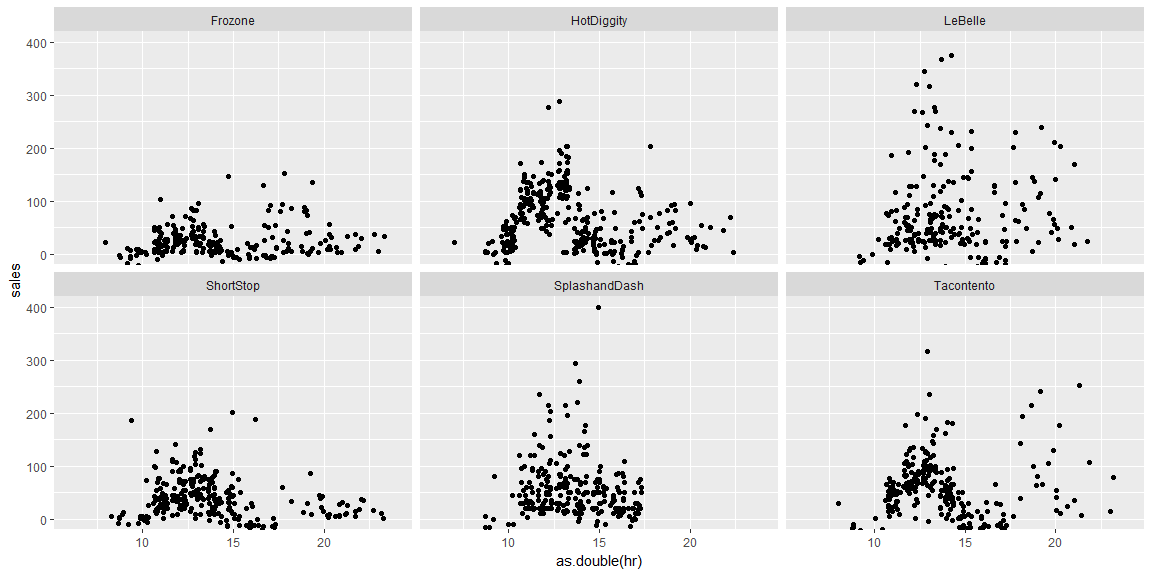 Frozone HotDiggity LeBelle
400
300
200
100
0
sales
ShortStop SplashandDash Tacontento
400
300
200
100
0
10 15 20 10 15 20 10 15 20
as.double(hr)